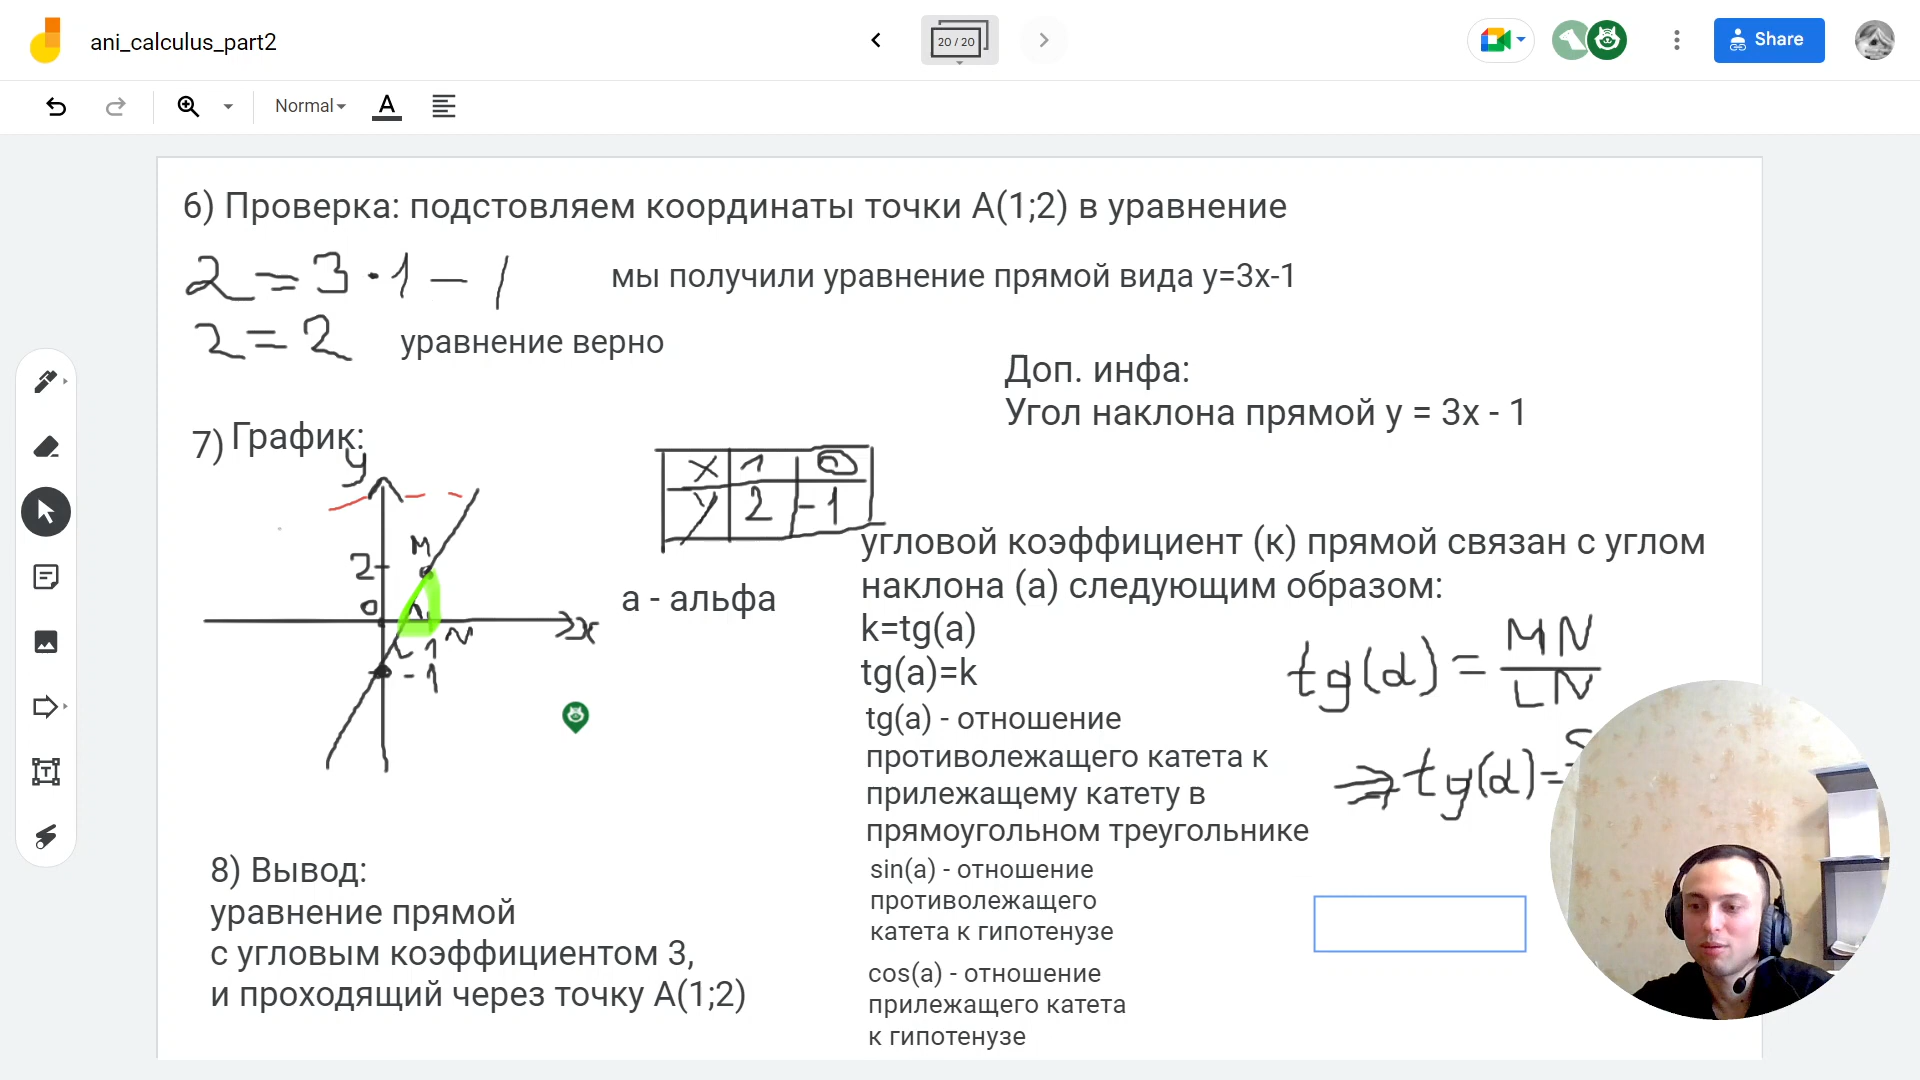 ani_calculus_part2
20 / 20
Share
Normal
6) Проверка: подстовляем координаты точки А(1;2) в уравнение
2 = 3 · 1 - 1
мы получили уравнение прямой вида у=3х-1
2 = 2
уравнение верно
Доп. инфа:
Угол наклона прямой у = 3х - 1
7) График:
y
x 1 0
y 2 -1
M
2
0
x
N
L 1
-1
а - альфа
угловой коэффициент (к) прямой связан с углом
наклона (а) следующим образом:
k=tg(a)
tg(a)=k
tg(a) - отношение
противолежащего катета к
прилежащему катету в
прямоугольном треугольнике
sin(a) - отношение
противолежащего
катета к гипотенузе
cos(a) - отношение
прилежащего катета
к гипотенузе
tg(α) = MN
LN
⇒ tg(α) =
8) Вывод:
уравнение прямой
с угловым коэффициентом 3,
и проходящий через точку А(1;2)